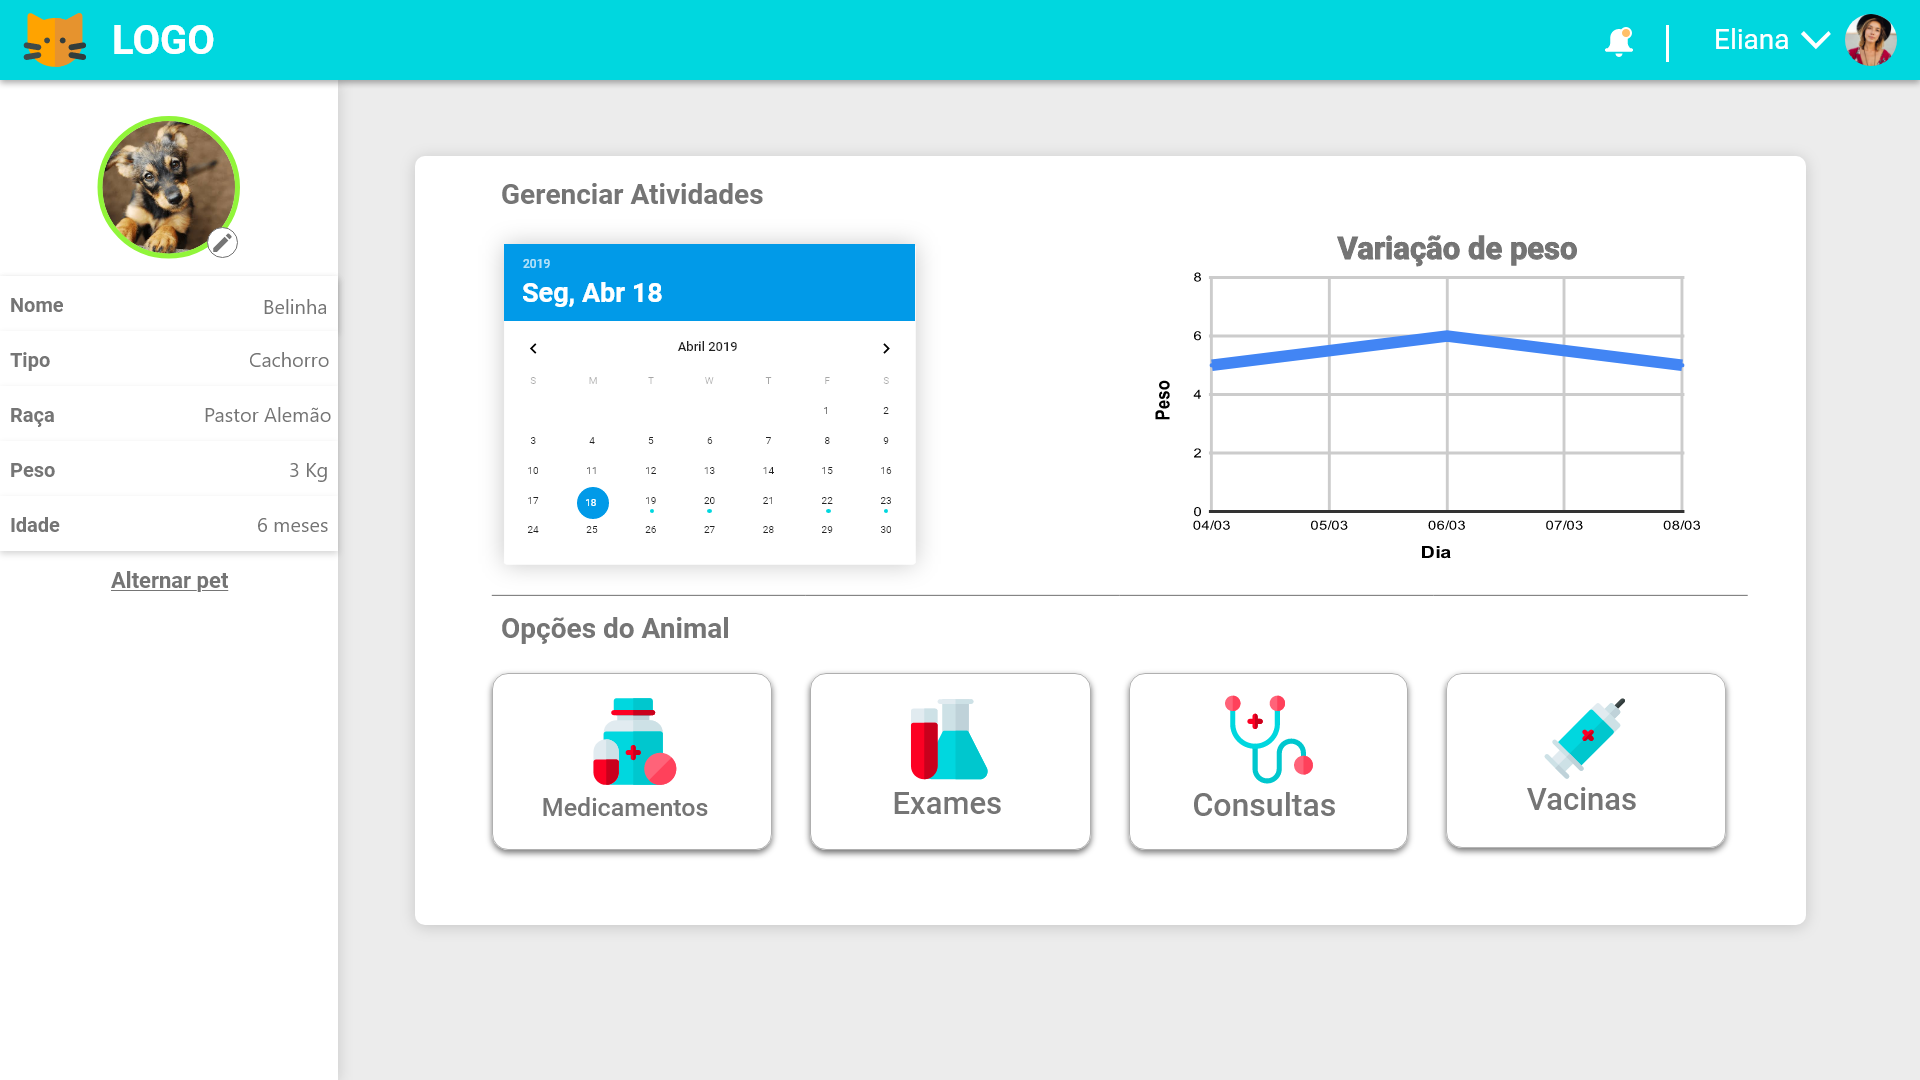 LOGO
Eliana
Nome Belinha
Tipo Cachorro
Raça Pastor Alemão
Peso 3 Kg
Idade 6 meses
Alternar pet
Gerenciar Atividades
2019
Seg, Abr 18
Abril 2019
S M T W T F S
1 2
3 4 5 6 7 8 9
10 11 12 13 14 15 16
17 18 19 20 21 22 23
24 25 26 27 28 29 30
Variação de peso
8
6
4
2
0
Peso
04/03 05/03 06/03 07/03 08/03
Dia
Opções do Animal
Medicamentos
Exames
Consultas
Vacinas